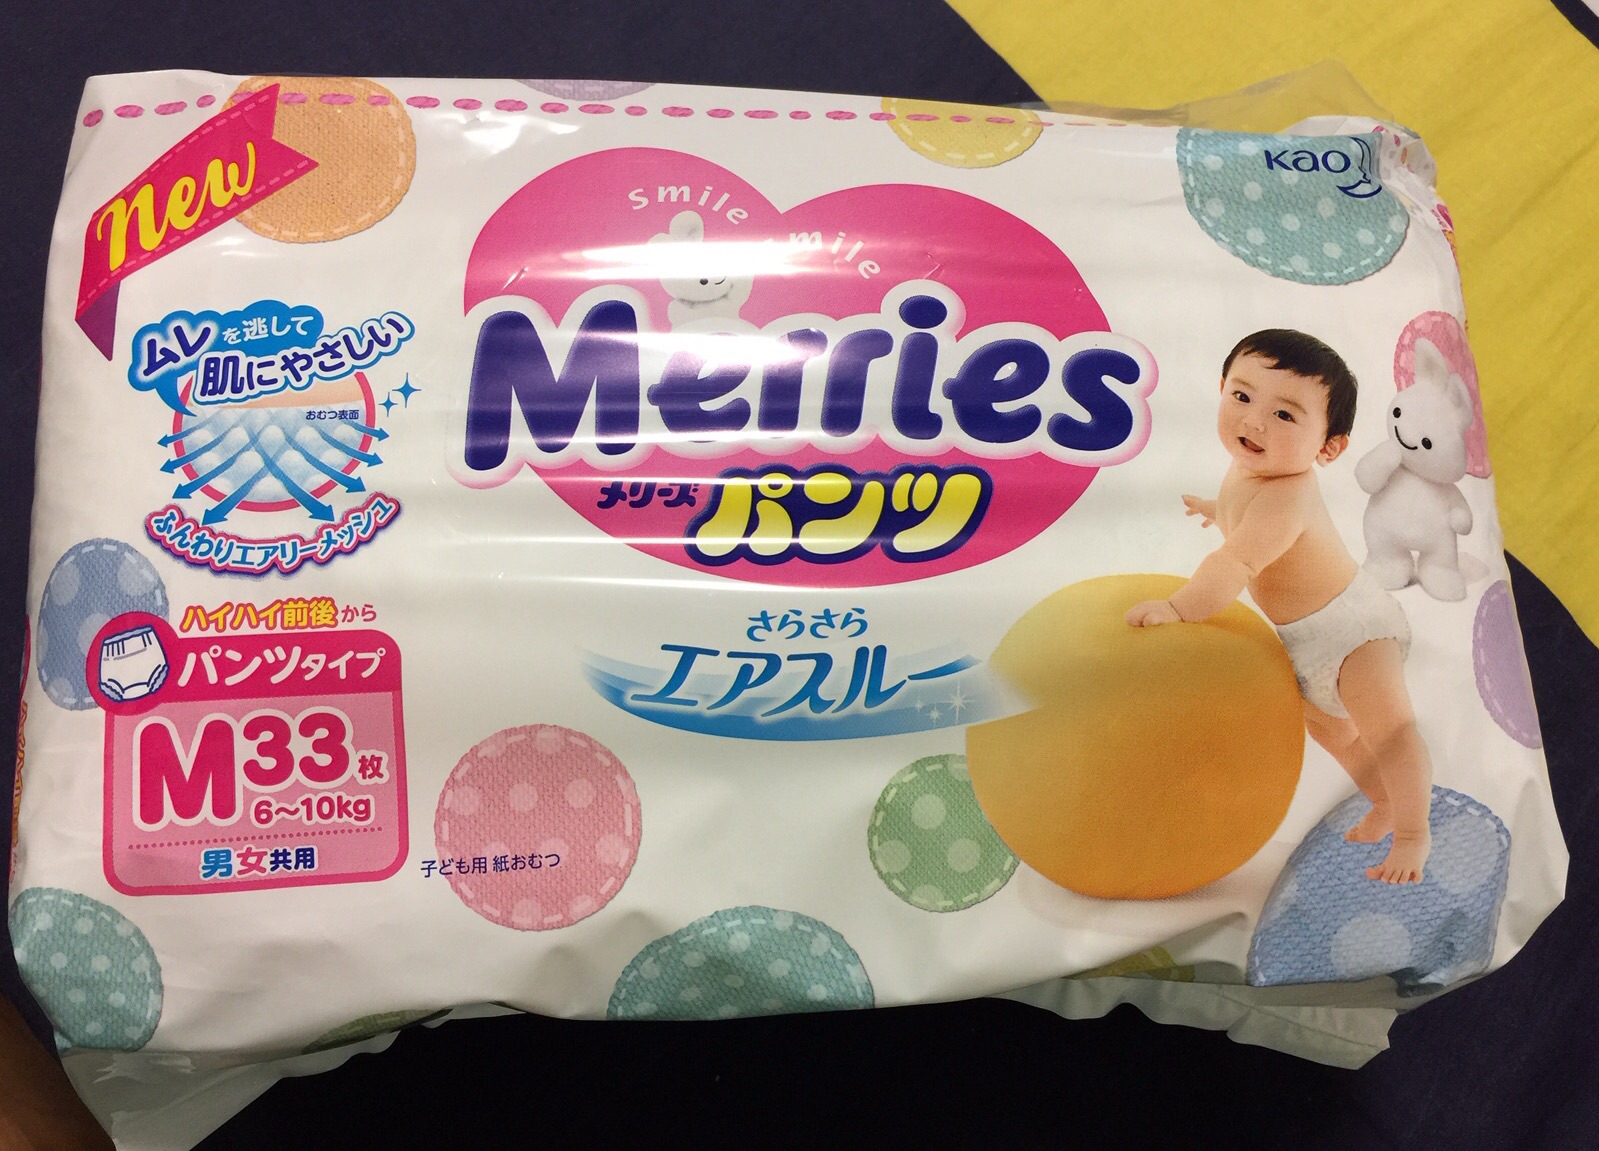 New
kao
Smile
smile
Merries
メリーズ パンツ
ムレを逃して
肌にやさしい
おむつ表面
ふんわりエアリーメッシュ
さらさら
エアスルー
ハイハイ前後から
パンツタイプ
M 33枚
6～10kg
男女共用
子ども用 紙おむつ